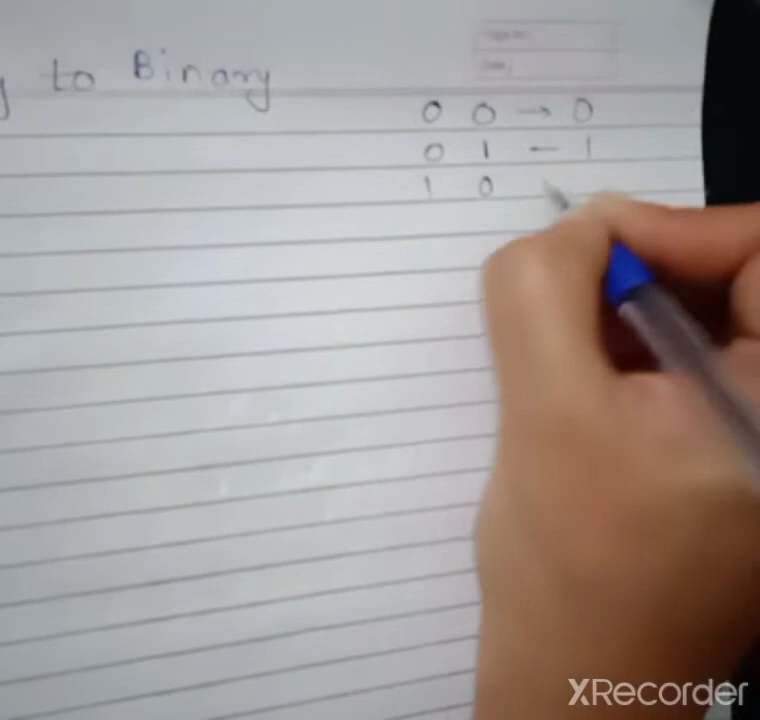 y to Binary
0 0 → 0
0 1 – 1
1 0
XRecorder